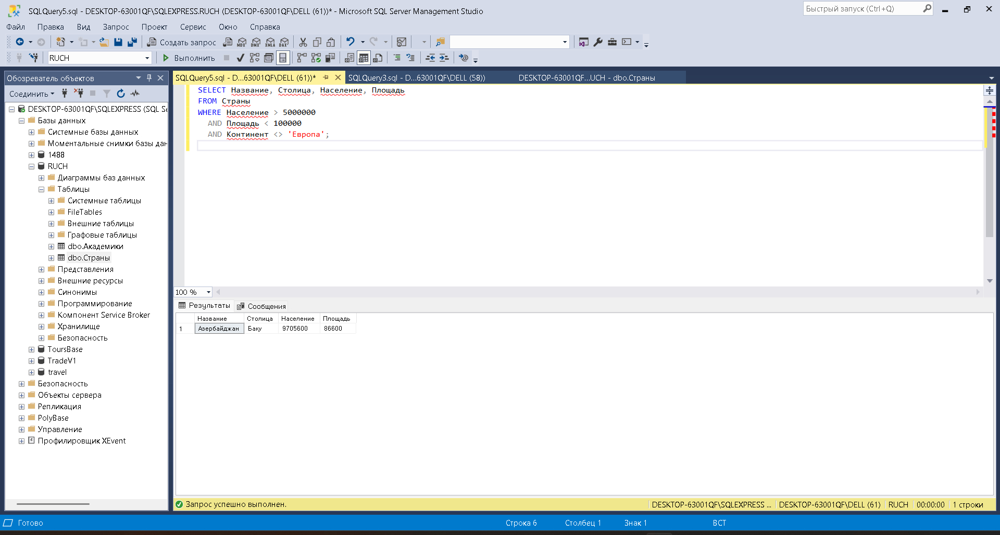 SQLQuery5.sql - DESKTOP-63001QF\SQLEXPRESS.RUCH (DESKTOP-63001QF\DELL (61))* - Microsoft SQL Server Management Studio
Быстрый запуск (Ctrl+Q)
Файл Правка Вид Запрос Проект Сервис Окно Справка
Создать запрос MDX DMX XMLA DAX
RUCH Выполнить
Обозреватель объектов
Соединить
DESKTOP-63001QF\SQLEXPRESS (SQL Se
Базы данных
Системные базы данных
Моментальные снимки базы дан
1488
RUCH
Диаграммы баз данных
Таблицы
Системные таблицы
FileTables
Внешние таблицы
Графовые таблицы
dbo.Академики
dbo.Страны
Представления
Внешние ресурсы
Синонимы
Программирование
Компонент Service Broker
Хранилище
Безопасность
ToursBase
TradeV1
travel
Безопасность
Объекты сервера
Репликация
PolyBase
Управление
Профилировщик XEvent
SQLQuery5.sql - D...63001QF\DELL (61))* SQLQuery3.sql - D...63001QF\DELL (58)) DESKTOP-63001QF...UCH - dbo.Страны
SELECT Название, Столица, Население, Площадь
FROM Страны
WHERE Население > 5000000
AND Площадь < 100000
AND Континент <> 'Европа';
100 %
Результаты Сообщения
Название Столица Население Площадь
1 Азербайджан Баку 9705600 86600
Запрос успешно выполнен. DESKTOP-63001QF\SQLEXPRESS ... DESKTOP-63001QF\DELL (61) RUCH 00:00:00 1 строки
Готово Строка 6 Столбец 1 Знак 1 ВСТ